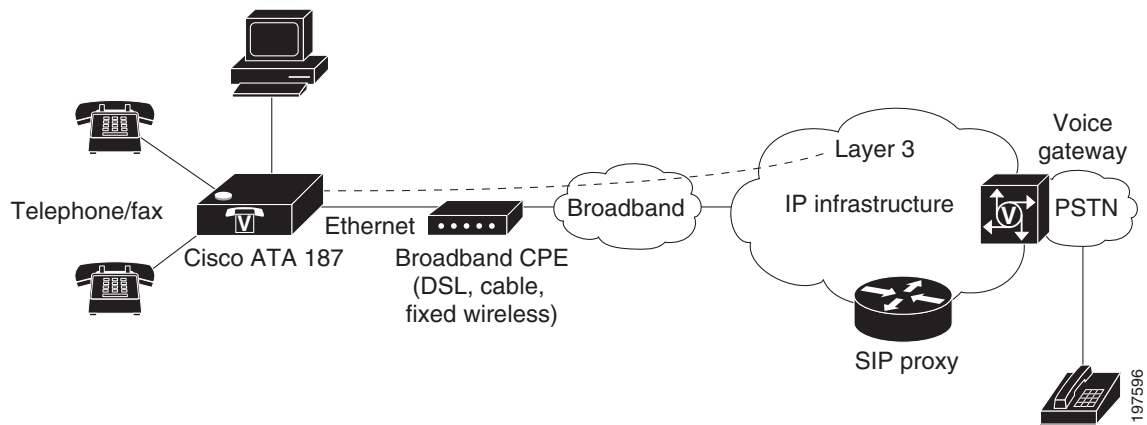 Telephone/fax
V
Cisco ATA 187
Ethernet
Broadband CPE
(DSL, cable,
fixed wireless)
Broadband
Layer 3
IP infrastructure
SIP proxy
Voice
gateway
V
PSTN
197596